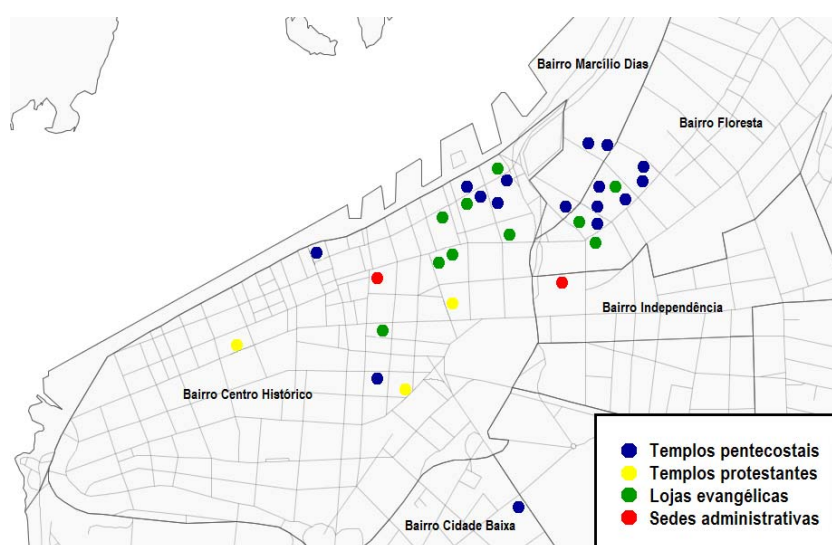 Bairro Marcílio Dias
Bairro Floresta
Bairro Independência
Bairro Centro Histórico
Bairro Cidade Baixa
Templos pentecostais
Templos protestantes
Lojas evangélicas
Sedes administrativas